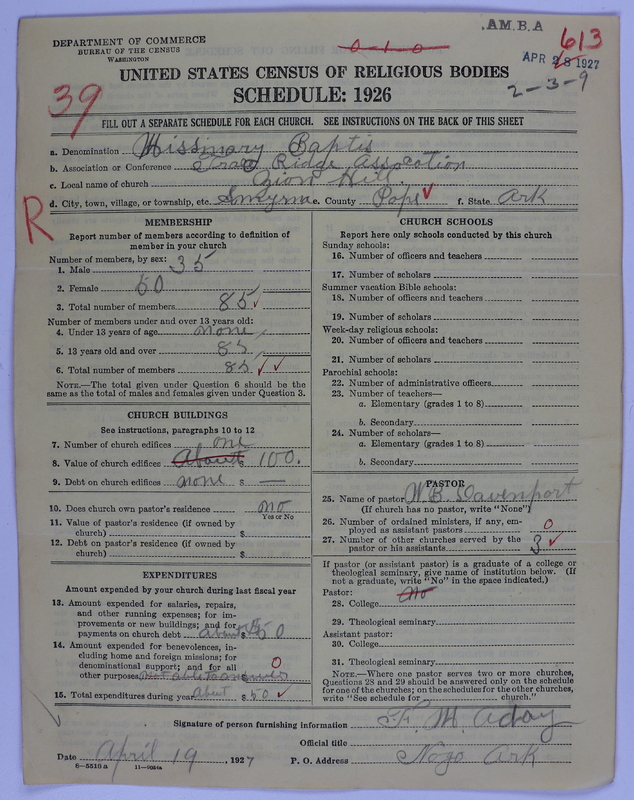 .A.M.B.A
DEPARTMENT OF COMMERCE
BUREAU OF THE CENSUS
WASHINGTON
0-1-0
613
APR 28 1927
2-3-9
UNITED STATES CENSUS OF RELIGIOUS BODIES
SCHEDULE: 1926
39
FILL OUT A SEPARATE SCHEDULE FOR EACH CHURCH. SEE INSTRUCTIONS ON THE BACK OF THIS SHEET
a. Denomination Missinary Baptis
b. Association or Conference Ridge Assocation
c. Local name of church Zion Hill
d. City, town, village, or township, etc. Smyrna e. County Pope ✓ f. State Ark
R
MEMBERSHIP
Report number of members according to definition of
member in your church
Number of members, by sex:
1. Male 35
2. Female 50
3. Total number of members 85 ✓
Number of members under and over 13 years old:
4. Under 13 years of age none
5. 13 years old and over 85
6. Total number of members 85 ✓ ✓
NOTE.—The total given under Question 6 should be the
same as the total of males and females given under Question 3.
CHURCH BUILDINGS
See instructions, paragraphs 10 to 12
7. Number of church edifices one
8. Value of church edifices About $ 100.
9. Debt on church edifices none $ —
10. Does church own pastor's residence no
Yes or No
11. Value of pastor's residence (if owned by
church) $
12. Debt on pastor's residence (if owned by
church) $
EXPENDITURES
Amount expended by your church during last fiscal year
13. Amount expended for salaries, repairs,
and other running expenses; for im-
provements or new buildings; and for
payments on church debt about $50
14. Amount expended for benevolences, in-
cluding home and foreign missions; for
denominational support; and for all
other purposes Not able to answer 0
15. Total expenditures during year about $ 50 ✓
CHURCH SCHOOLS
Report here only schools conducted by this church
Sunday schools:
16. Number of officers and teachers
17. Number of scholars
Summer vacation Bible schools:
18. Number of officers and teachers
19. Number of scholars
Week-day religious schools:
20. Number of officers and teachers
21. Number of scholars
Parochial schools:
22. Number of administrative officers
23. Number of teachers—
a. Elementary (grades 1 to 8)
b. Secondary
24. Number of scholars—
a. Elementary (grades 1 to 8)
b. Secondary
PASTOR
25. Name of pastor W. B. Davenport
(If church has no pastor, write "None")
26. Number of ordained ministers, if any, em-
ployed as assistant pastors 0
27. Number of other churches served by the
pastor or his assistants 3 ✓
If pastor (or assistant pastor) is a graduate of a college or
theological seminary, give name of institution below. (If
not a graduate, write "No" in the space indicated.)
Pastor: No
28. College
29. Theological seminary
Assistant pastor:
30. College
31. Theological seminary
NOTE.—Where one pastor serves two or more churches,
Questions 28 and 29 should be answered only on the schedule
for one of the churches; on the schedules for the other churches,
write "See schedule for church."
Signature of person furnishing information F. M. Aday
Official title
Date April 19, 1927 P. O. Address Nogo Ark
6—5518 a 11—9064a